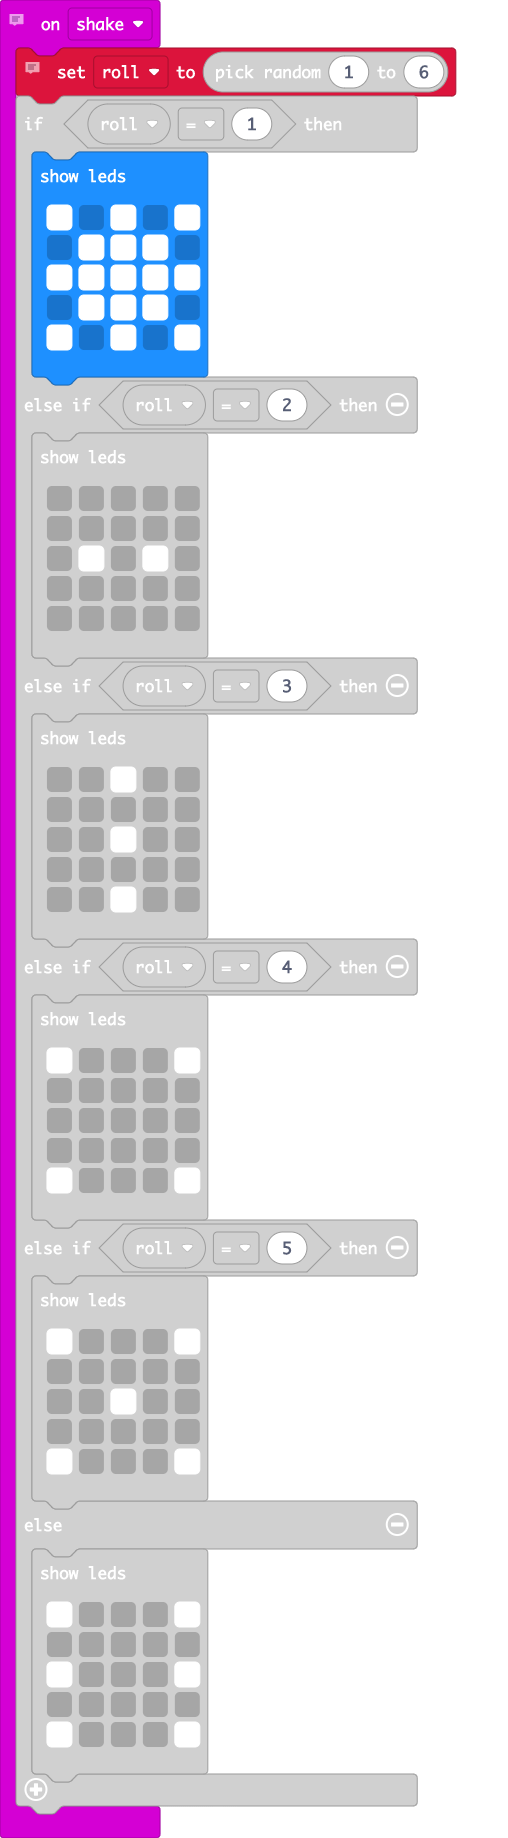 on shake
set roll to pick random 1 to 6
if roll = 1 then
show leds
else if roll = 2 then
show leds
else if roll = 3 then
show leds
else if roll = 4 then
show leds
else if roll = 5 then
show leds
else
show leds